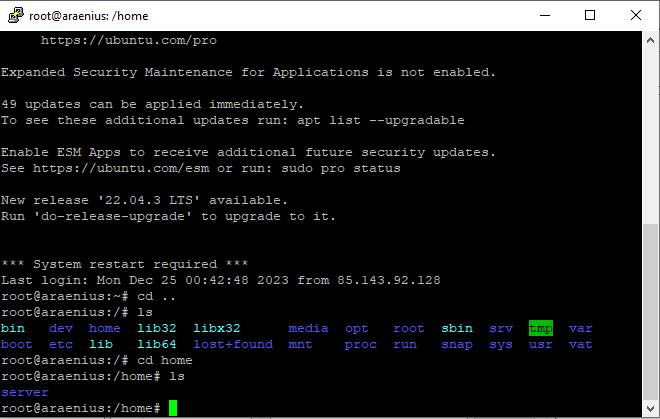 root@araenius: /home
https://ubuntu.com/pro
Expanded Security Maintenance for Applications is not enabled.
49 updates can be applied immediately.
To see these additional updates run: apt list --upgradable
Enable ESM Apps to receive additional future security updates.
See https://ubuntu.com/esm or run: sudo pro status
New release '22.04.3 LTS' available.
Run 'do-release-upgrade' to upgrade to it.
*** System restart required ***
Last login: Mon Dec 25 00:42:48 2023 from 85.143.92.128
root@araenius:~# cd ..
root@araenius:/# ls
bin dev home lib32 libx32 media opt root sbin srv tmp var
boot etc lib lib64 lost+found mnt proc run snap sys usr vat
root@araenius:/# cd home
root@araenius:/home# ls
server
root@araenius:/home#